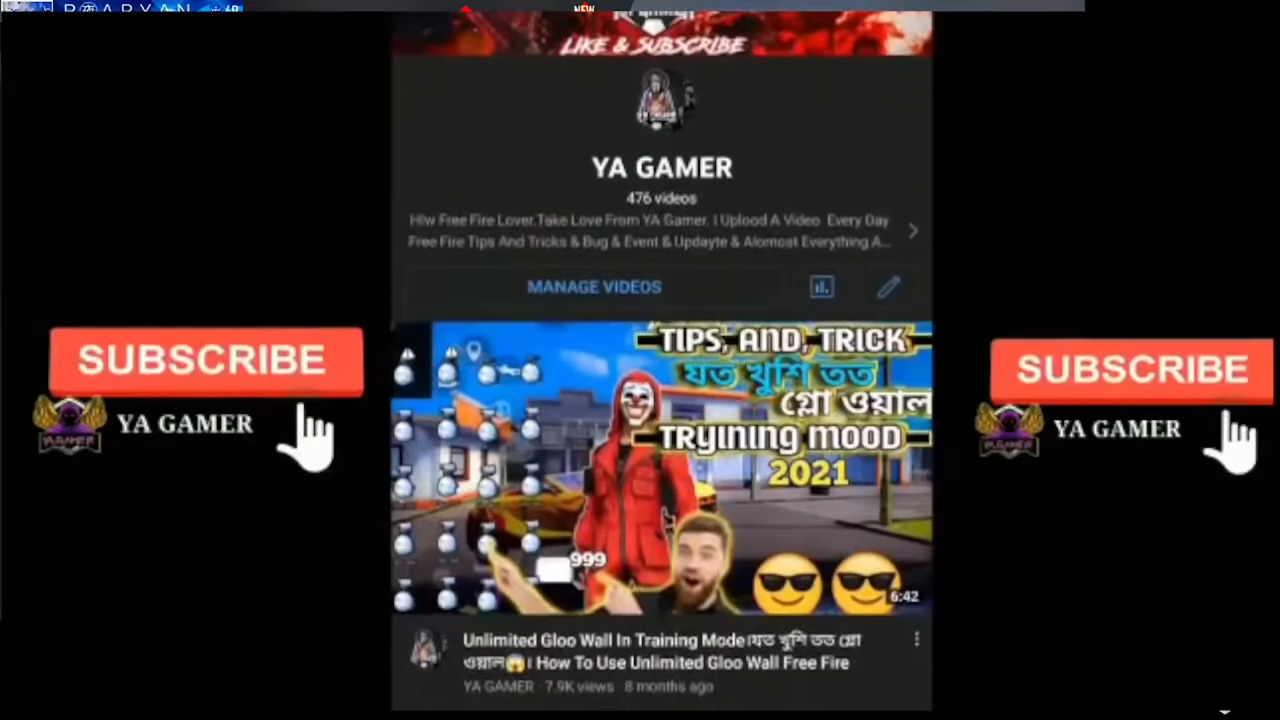 NEW
LIKE & SUBSCRIBE
YA GAMER
476 videos
Hlw Free Fire Lover.Take Love From YA Gamer. I Uplood A Video Every Day
Free Fire Tips And Tricks & Bug & Event & Updayte & Alomost Everything A...
MANAGE VIDEOS
TIPS, AND, TRICK
যত খুশি তত
গ্লো ওয়াল
TRYINING MOOD
2021
999
6:42
Unlimited Gloo Wall In Training Mode।যত খুশি তত গ্লো
ওয়াল😱। How To Use Unlimited Gloo Wall Free Fire
YA GAMER · 7.9K views · 8 months ago
SUBSCRIBE
YA GAMER
SUBSCRIBE
YA GAMER